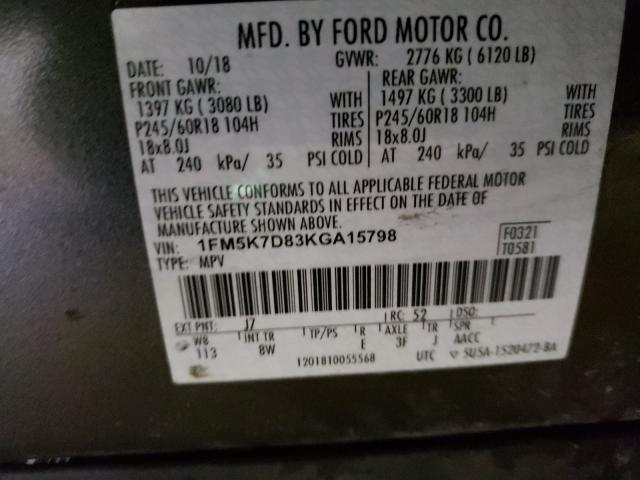 MFD. BY FORD MOTOR CO.
DATE: 10/18 GVWR: 2776 KG ( 6120 LB)
FRONT GAWR: REAR GAWR:
1397 KG ( 3080 LB) WITH 1497 KG ( 3300 LB) WITH
P245/60R18 104H TIRES P245/60R18 104H TIRES
18x8.0J RIMS 18x8.0J RIMS
AT 240 kPa/ 35 PSI COLD AT 240 kPa/ 35 PSI COLD
THIS VEHICLE CONFORMS TO ALL APPLICABLE FEDERAL MOTOR
VEHICLE SAFETY STANDARDS IN EFFECT ON THE DATE OF
MANUFACTURE SHOWN ABOVE.
VIN: 1FM5K7D83KGA15798 F0321
TYPE: MPV T0581
EXT PNT: J7 RC: 52 DSO:
WB INT TR TP/PS R AXLE TR SPR
113 8W E 3F J AACC
1201810055568 UTC ▽ SU5A-1520472-BA